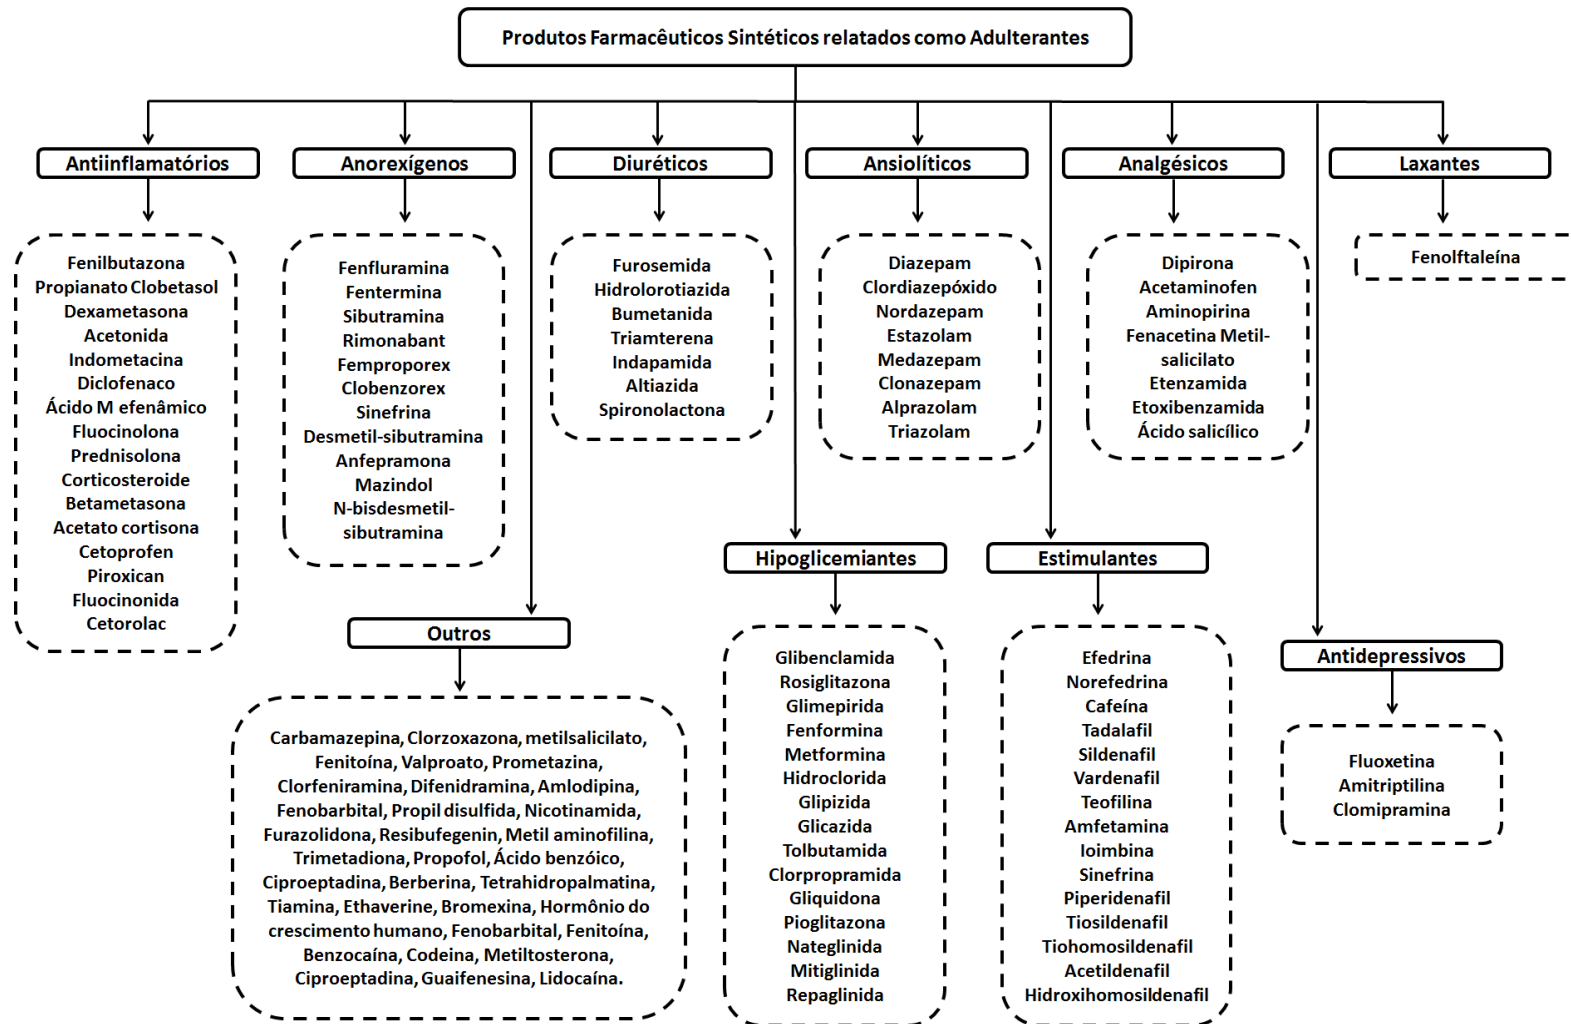 Produtos Farmacêuticos Sintéticos relatados como Adulterantes
Antiinflamatórios
Fenilbutazona
Propianato Clobetasol
Dexametasona
Acetonida
Indometacina
Diclofenaco
Ácido M efenâmico
Fluocinolona
Prednisolona
Corticosteroide
Betametasona
Acetato cortisona
Cetoprofen
Piroxican
Fluocinonida
Cetorolac
Anorexígenos
Fenfluramina
Fentermina
Sibutramina
Rimonabant
Femproporex
Clobenzorex
Sinefrina
Desmetil-sibutramina
Anfepramona
Mazindol
N-bisdesmetil-
sibutramina
Diuréticos
Furosemida
Hidrolorotiazida
Bumetanida
Triamterena
Indapamida
Altiazida
Spironolactona
Ansiolíticos
Diazepam
Clordiazepóxido
Nordazepam
Estazolam
Medazepam
Clonazepam
Alprazolam
Triazolam
Analgésicos
Dipirona
Acetaminofen
Aminopirina
Fenacetina Metil-
salicilato
Etenzamida
Etoxibenzamida
Ácido salicílico
Laxantes
Fenolftaleína
Outros
Carbamazepina, Clorzoxazona, metilsalicilato,
Fenitoína, Valproato, Prometazina,
Clorfeniramina, Difenidramina, Amlodipina,
Fenobarbital, Propil disulfida, Nicotinamida,
Furazolidona, Resibufegenin, Metil aminofilina,
Trimetadiona, Propofol, Ácido benzóico,
Ciproeptadina, Berberina, Tetrahidropalmatina,
Tiamina, Ethaverine, Bromexina, Hormônio do
crescimento humano, Fenobarbital, Fenitoína,
Benzocaína, Codeina, Metiltosterona,
Ciproeptadina, Guaifenesina, Lidocaína.
Hipoglicemiantes
Glibenclamida
Rosiglitazona
Glimepirida
Fenformina
Metformina
Hidroclorida
Glipizida
Glicazida
Tolbutamida
Clorpropramida
Gliquidona
Pioglitazona
Nateglinida
Mitiglinida
Repaglinida
Estimulantes
Efedrina
Norefedrina
Cafeína
Tadalafil
Sildenafil
Vardenafil
Teofilina
Amfetamina
Ioimbina
Sinefrina
Piperidenafil
Tiosildenafil
Tiohomosildenafil
Acetildenafil
Hidroxihomosildenafil
Antidepressivos
Fluoxetina
Amitriptilina
Clomipramina